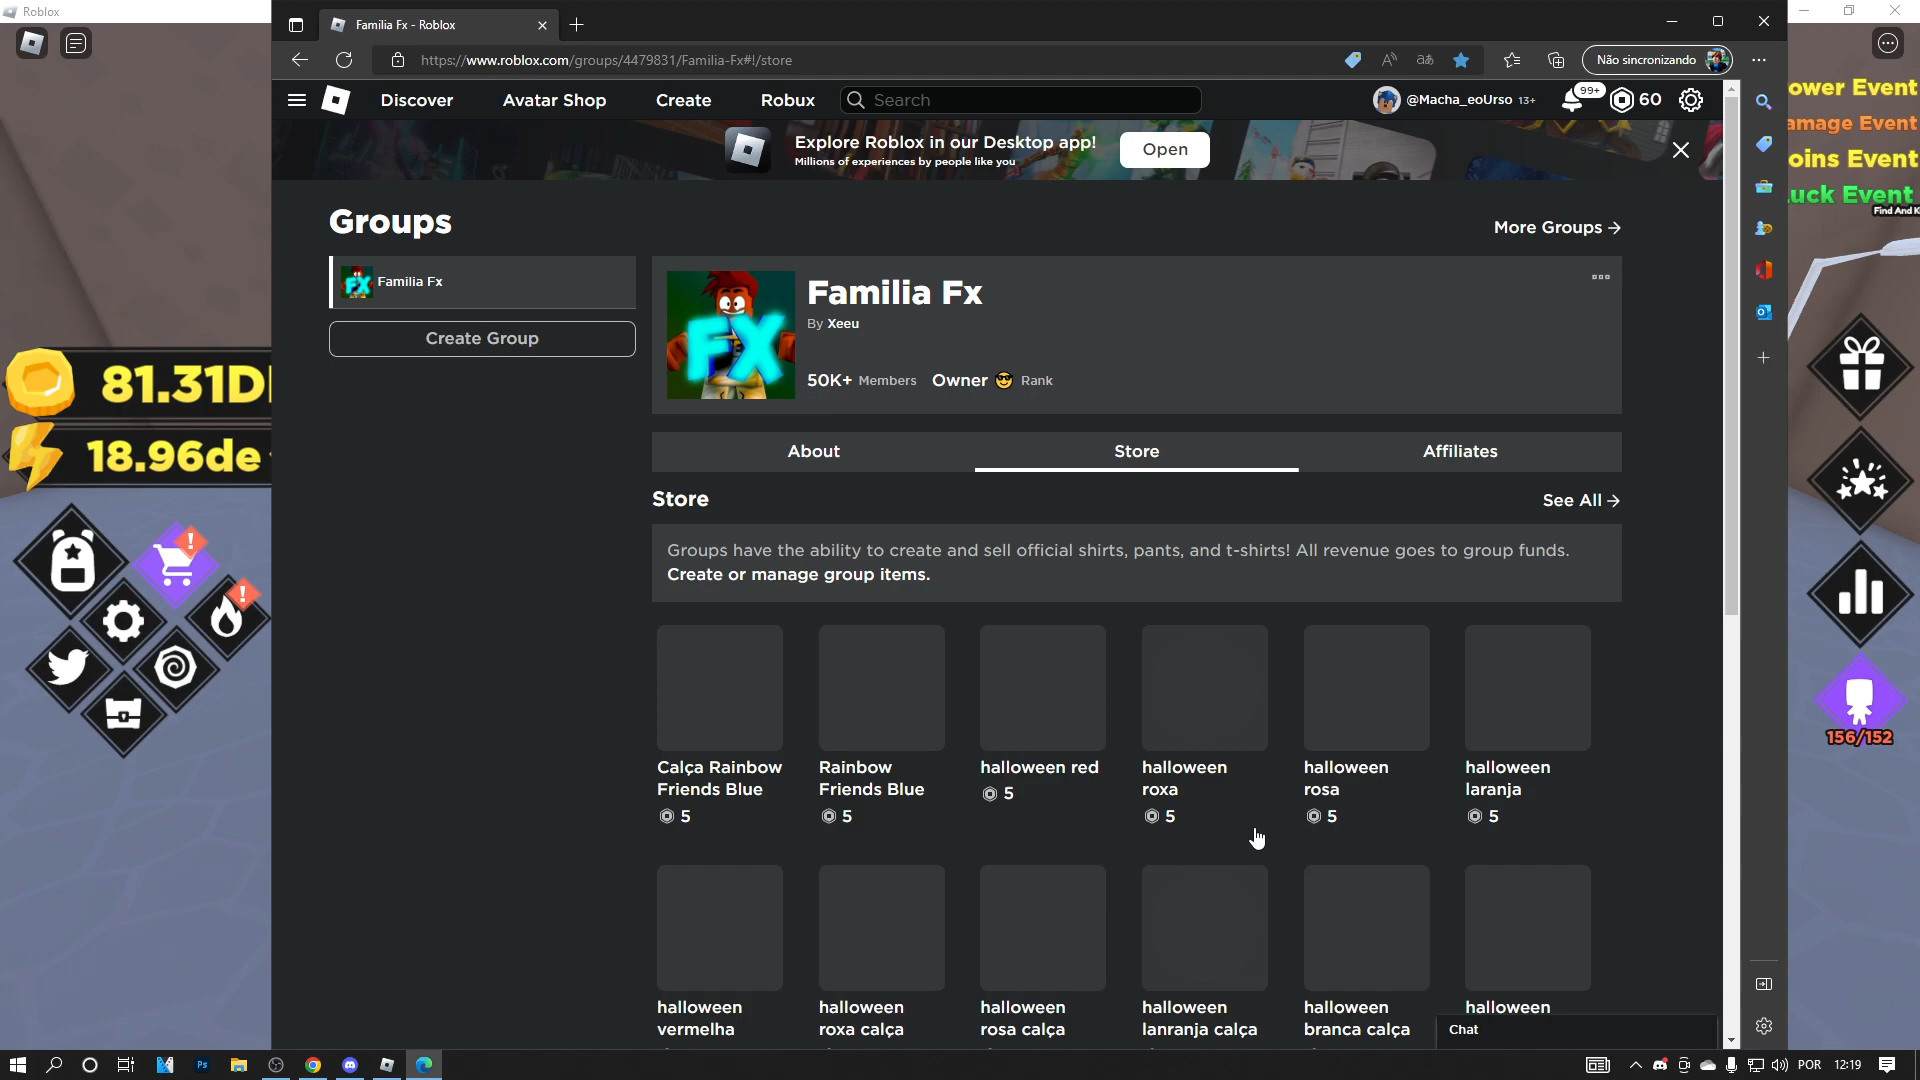 Roblox
Familia Fx - Roblox
https://www.roblox.com/groups/4479831/Familia-Fx#!/store
Não sincronizando
Discover
Avatar Shop
Create
Robux
Search
@Macha_eoUrso 13+
99+
60
Explore Roblox in our Desktop app!
Millions of experiences by people like you
Open
ower Event
amage Event
oins Event
uck Event
Find And K
Groups
More Groups
FX
Familia Fx
Create Group
FX
Familia Fx
By Xeeu
50K+ Members
Owner 😎 Rank
81.31D
18.96de
About
Store
Affiliates
Store
See All
Groups have the ability to create and sell official shirts, pants, and t-shirts! All revenue goes to group funds.
Create or manage group items.
Calça Rainbow
Friends Blue
5
Rainbow
Friends Blue
5
halloween red
5
halloween
roxa
5
halloween
rosa
5
halloween
laranja
5
halloween
vermelha
halloween
roxa calça
halloween
rosa calça
halloween
lanranja calça
halloween
branca calça
halloween
Chat
156/152
Ps
POR
12:19